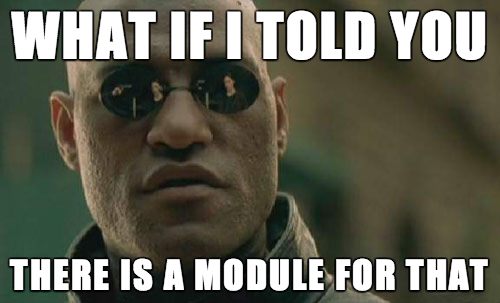 WHAT IF I TOLD YOU
THERE IS A MODULE FOR THAT